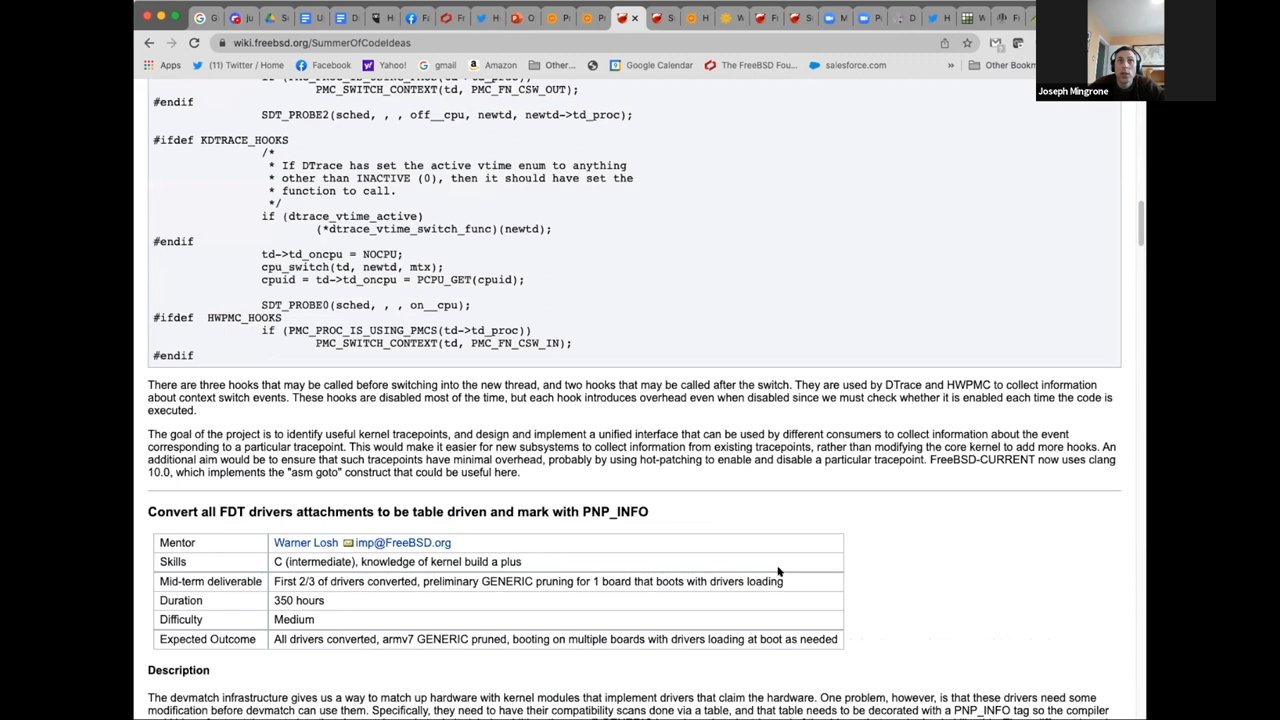 wiki.freebsd.org/SummerOfCodeIdeas
Apps (11) Twitter / Home Facebook Yahoo! gmail Amazon Other... Google Calendar The FreeBSD Fou... salesforce.com » Other Bookm
Joseph Mingrone
PMC_SWITCH_CONTEXT(td, PMC_FN_CSW_OUT);
#endif
SDT_PROBE2(sched, , , off__cpu, newtd, newtd->td_proc);
#ifdef KDTRACE_HOOKS
/*
* If DTrace has set the active vtime enum to anything
* other than INACTIVE (0), then it should have set the
* function to call.
*/
if (dtrace_vtime_active)
(*dtrace_vtime_switch_func)(newtd);
#endif
td->td_oncpu = NOCPU;
cpu_switch(td, newtd, mtx);
cpuid = td->td_oncpu = PCPU_GET(cpuid);
SDT_PROBE0(sched, , , on__cpu);
#ifdef HWPMC_HOOKS
if (PMC_PROC_IS_USING_PMCS(td->td_proc))
PMC_SWITCH_CONTEXT(td, PMC_FN_CSW_IN);
#endif
There are three hooks that may be called before switching into the new thread, and two hooks that may be called after the switch. They are used by DTrace and HWPMC to collect information
about context switch events. These hooks are disabled most of the time, but each hook introduces overhead even when disabled since we must check whether it is enabled each time the code is
executed.
The goal of the project is to identify useful kernel tracepoints, and design and implement a unified interface that can be used by different consumers to collect information about the event
corresponding to a particular tracepoint. This would make it easier for new subsystems to collect information from existing tracepoints, rather than modifying the core kernel to add more hooks. An
additional aim would be to ensure that such tracepoints have minimal overhead, probably by using hot-patching to enable and disable a particular tracepoint. FreeBSD-CURRENT now uses clang
10.0, which implements the "asm goto" construct that could be useful here.
Convert all FDT drivers attachments to be table driven and mark with PNP_INFO
Mentor Warner Losh imp@FreeBSD.org
Skills C (intermediate), knowledge of kernel build a plus
Mid-term deliverable First 2/3 of drivers converted, preliminary GENERIC pruning for 1 board that boots with drivers loading
Duration 350 hours
Difficulty Medium
Expected Outcome All drivers converted, armv7 GENERIC pruned, booting on multiple boards with drivers loading at boot as needed
Description
The devmatch infrastructure gives us a way to match up hardware with kernel modules that implement drivers that claim the hardware. One problem, however, is that these drivers need some
modification before devmatch can use them. Specifically, they need to have their compatibility scans done via a table, and that table needs to be decorated with a PNP_INFO tag so the compiler